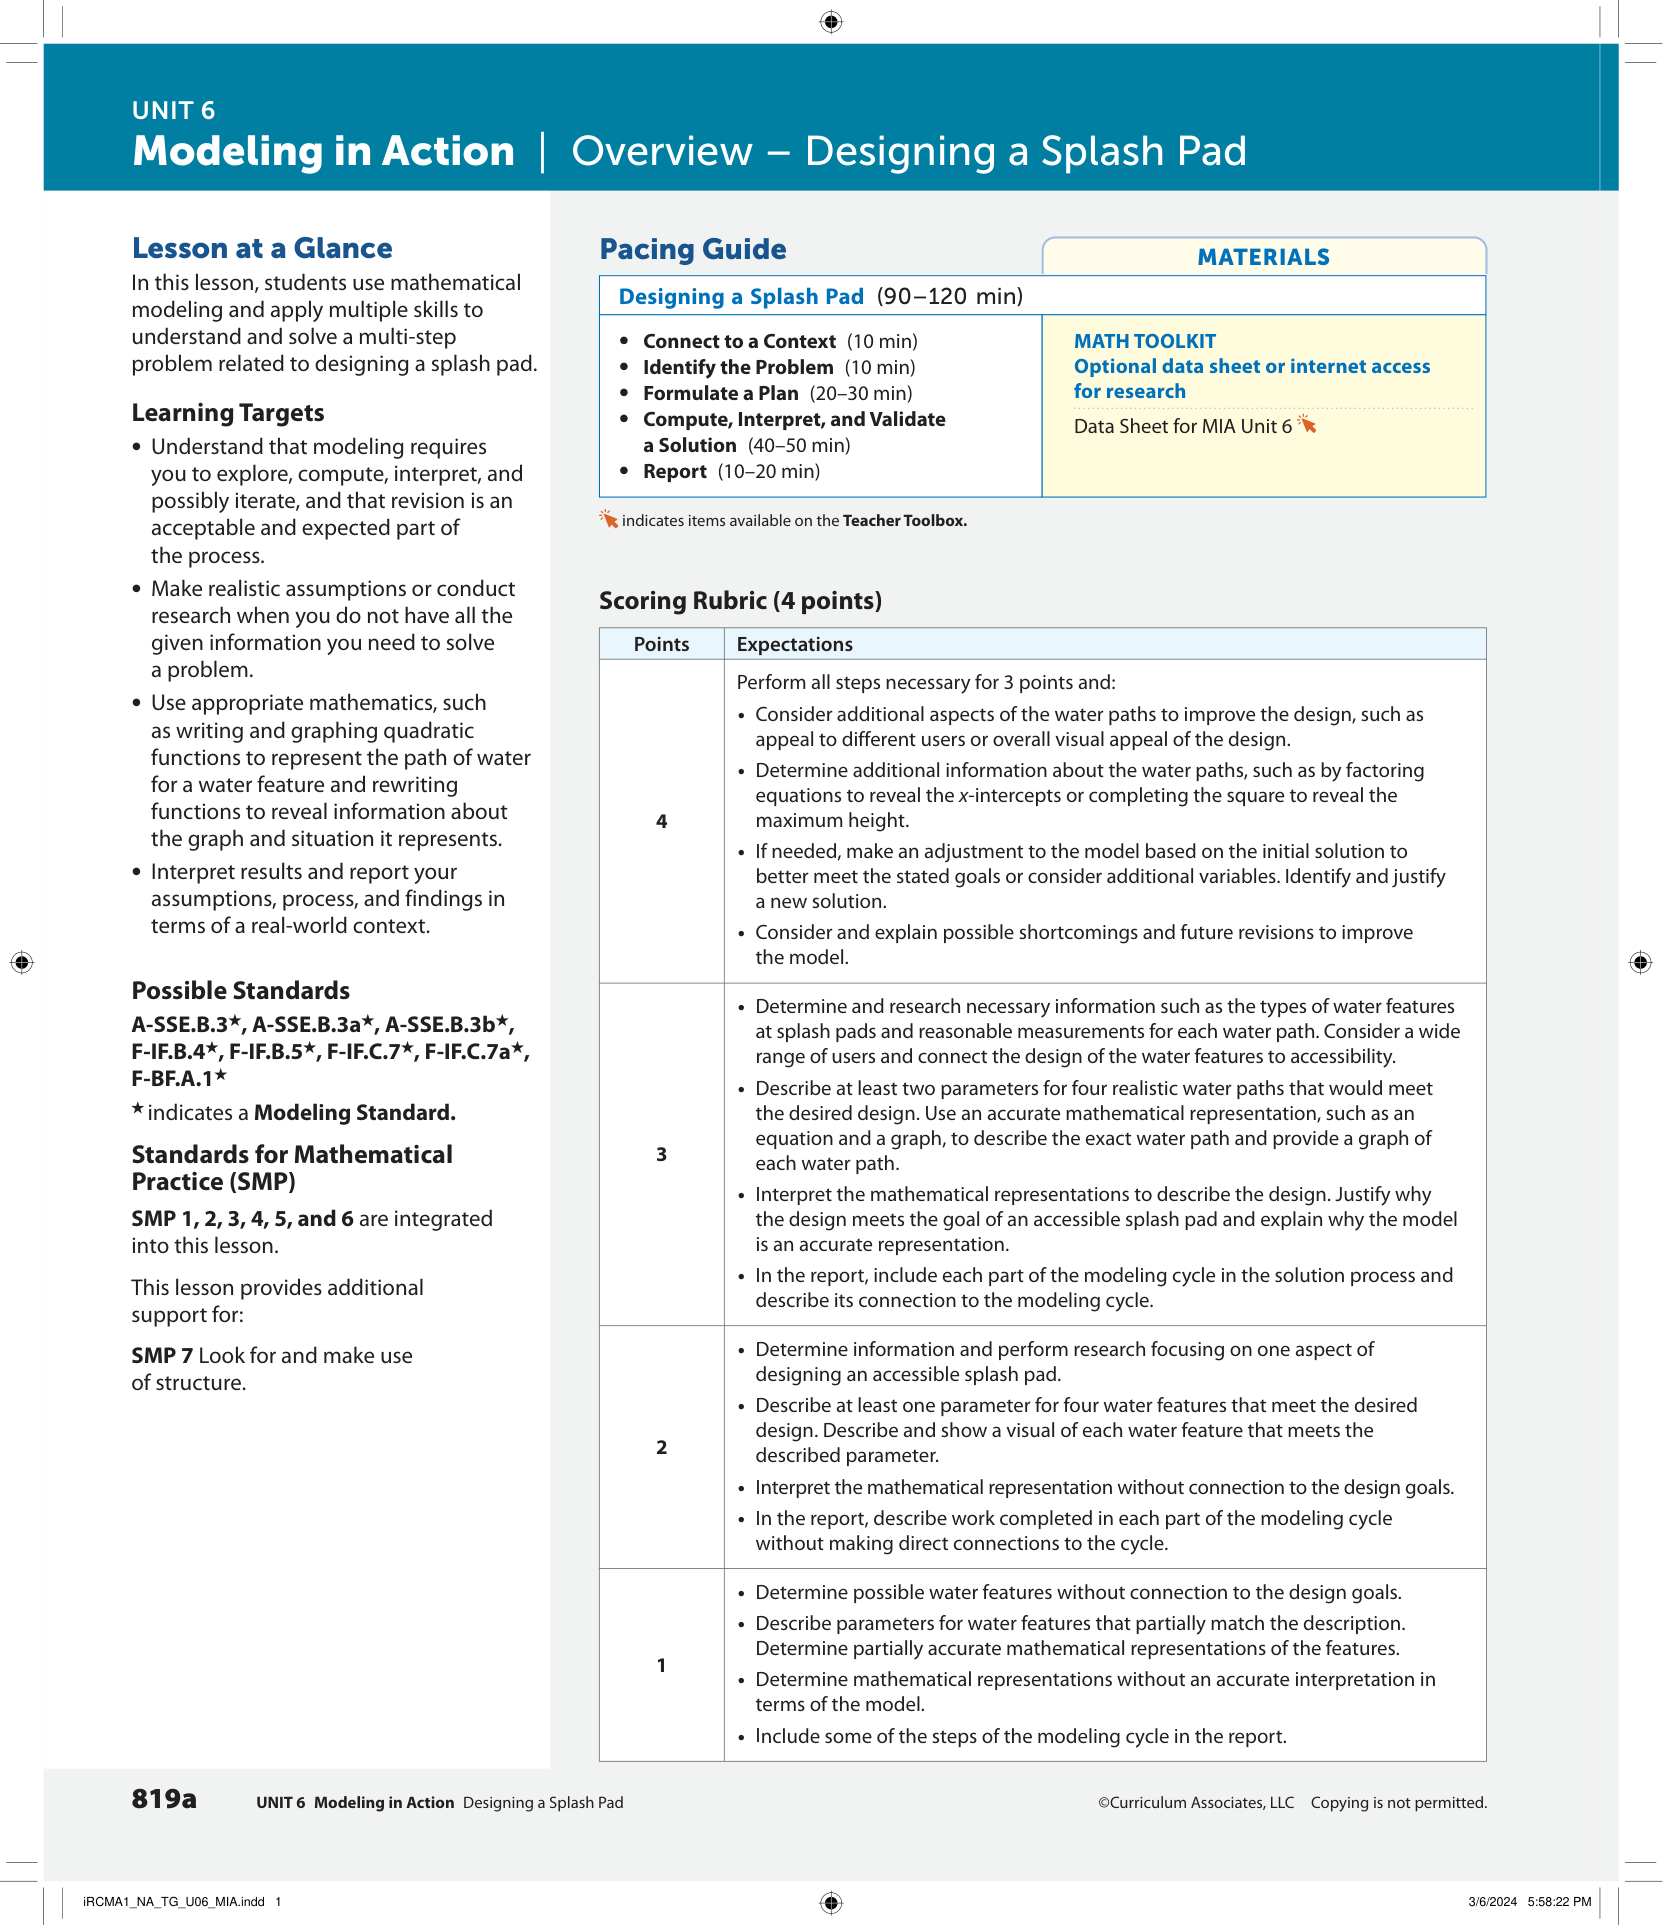 UNIT 6
Modeling in Action | Overview – Designing a Splash Pad
Lesson at a Glance
In this lesson, students use mathematical
modeling and apply multiple skills to
understand and solve a multi-step
problem related to designing a splash pad.
Learning Targets
• Understand that modeling requires
you to explore, compute, interpret, and
possibly iterate, and that revision is an
acceptable and expected part of
the process.
• Make realistic assumptions or conduct
research when you do not have all the
given information you need to solve
a problem.
• Use appropriate mathematics, such
as writing and graphing quadratic
functions to represent the path of water
for a water feature and rewriting
functions to reveal information about
the graph and situation it represents.
• Interpret results and report your
assumptions, process, and findings in
terms of a real-world context.
Possible Standards
A-SSE.B.3★, A-SSE.B.3a★, A-SSE.B.3b★,
F-IF.B.4★, F-IF.B.5★, F-IF.C.7★, F-IF.C.7a★,
F-BF.A.1★
★ indicates a Modeling Standard.
Standards for Mathematical
Practice (SMP)
SMP 1, 2, 3, 4, 5, and 6 are integrated
into this lesson.
This lesson provides additional
support for:
SMP 7 Look for and make use
of structure.
Pacing Guide
MATERIALS
Designing a Splash Pad (90–120 min)
• Connect to a Context (10 min)
• Identify the Problem (10 min)
• Formulate a Plan (20–30 min)
• Compute, Interpret, and Validate
a Solution (40–50 min)
• Report (10–20 min)
MATH TOOLKIT
Optional data sheet or internet access
for research
Data Sheet for MIA Unit 6
indicates items available on the Teacher Toolbox.
Scoring Rubric (4 points)
Points Expectations
4
Perform all steps necessary for 3 points and:
• Consider additional aspects of the water paths to improve the design, such as
appeal to different users or overall visual appeal of the design.
• Determine additional information about the water paths, such as by factoring
equations to reveal the x-intercepts or completing the square to reveal the
maximum height.
• If needed, make an adjustment to the model based on the initial solution to
better meet the stated goals or consider additional variables. Identify and justify
a new solution.
• Consider and explain possible shortcomings and future revisions to improve
the model.
3
• Determine and research necessary information such as the types of water features
at splash pads and reasonable measurements for each water path. Consider a wide
range of users and connect the design of the water features to accessibility.
• Describe at least two parameters for four realistic water paths that would meet
the desired design. Use an accurate mathematical representation, such as an
equation and a graph, to describe the exact water path and provide a graph of
each water path.
• Interpret the mathematical representations to describe the design. Justify why
the design meets the goal of an accessible splash pad and explain why the model
is an accurate representation.
• In the report, include each part of the modeling cycle in the solution process and
describe its connection to the modeling cycle.
2
• Determine information and perform research focusing on one aspect of
designing an accessible splash pad.
• Describe at least one parameter for four water features that meet the desired
design. Describe and show a visual of each water feature that meets the
described parameter.
• Interpret the mathematical representation without connection to the design goals.
• In the report, describe work completed in each part of the modeling cycle
without making direct connections to the cycle.
1
• Determine possible water features without connection to the design goals.
• Describe parameters for water features that partially match the description.
Determine partially accurate mathematical representations of the features.
• Determine mathematical representations without an accurate interpretation in
terms of the model.
• Include some of the steps of the modeling cycle in the report.
819a UNIT 6 Modeling in Action Designing a Splash Pad
©Curriculum Associates, LLC Copying is not permitted.
iRCMA1_NA_TG_U06_MIA.indd 1
3/6/2024 5:58:22 PM